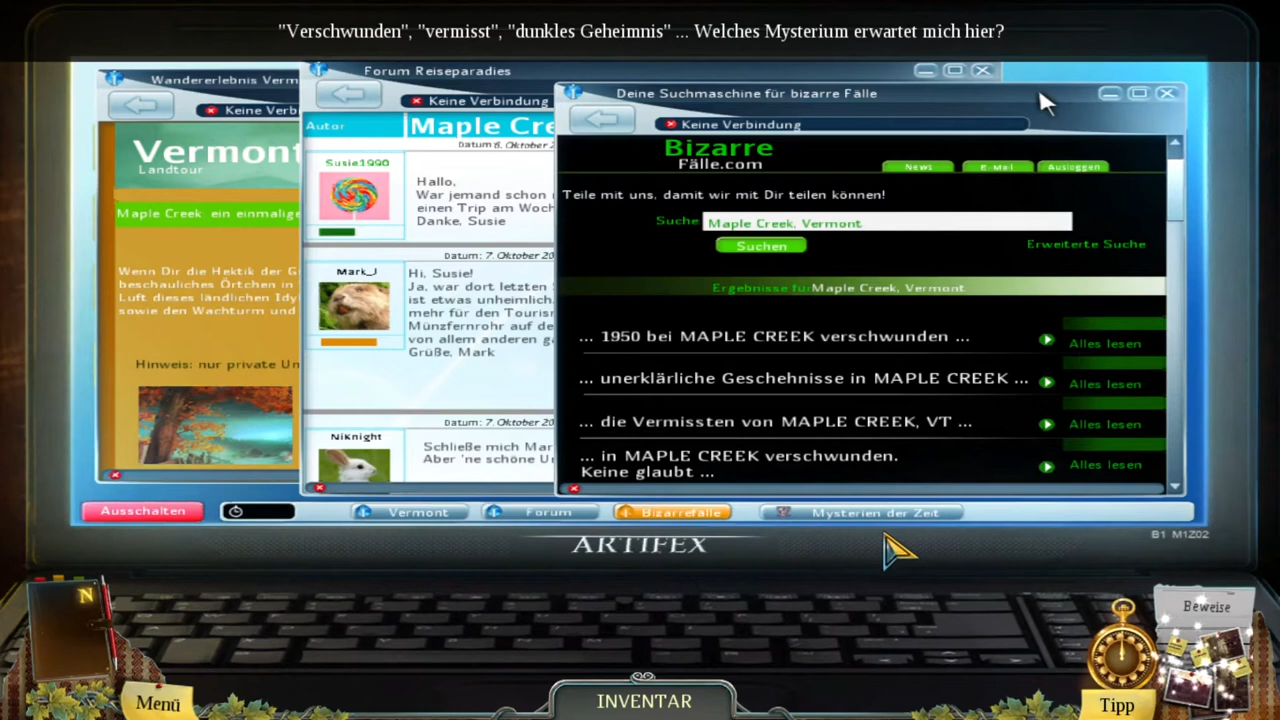 "Verschwunden", "vermisst", "dunkles Geheimnis" ... Welches Mysterium erwartet mich hier?
Wandererlebnis Verm
Keine Verb
Vermont
Landtour
Maple Creek ein einmalige
Wenn Dir die Hektik der G
beschauliches Örtchen in
Luft dieses ländlichen Idy
sowie den Wachturm und
Hinweis: nur private Un
Forum Reiseparadies
Keine Verbindung
Autor
Maple Cre
Datum 6. Oktober 2
Susie1990
Hallo,
War jemand schon
einen Trip am Woch
Danke, Susie
Datum: 7. Oktober 20
Mark_J
Hi, Susie!
Ja, war dort letzten
ist etwas unheimlich.
mehr für den Touris
Münzfernrohr auf de
von allem anderen g
Grüße, Mark
Datum: 7. Oktober 20
NiKnight
Schließe mich Mar
Aber 'ne schöne U
Deine Suchmaschine für bizarre Fälle
Keine Verbindung
Bizarre
Fälle.com
News
E-Mail
Ausloggen
Teile mit uns, damit wir mit Dir teilen können!
Suche
Maple Creek, Vermont
Suchen
Erweiterte Suche
Ergebnisse für Maple Creek, Vermont
... 1950 bei MAPLE CREEK verschwunden ...
Alles lesen
... unerklärliche Geschehnisse in MAPLE CREEK ...
Alles lesen
... die Vermissten von MAPLE CREEK, VT ...
Alles lesen
... in MAPLE CREEK verschwunden.
Keine glaubt ...
Alles lesen
Ausschalten
Vermont
Forum
Bizarrefälle
Mysterien der Zeit
ARTIFEX
B1 M1Z02
N
Beweise
Menü
INVENTAR
Tipp